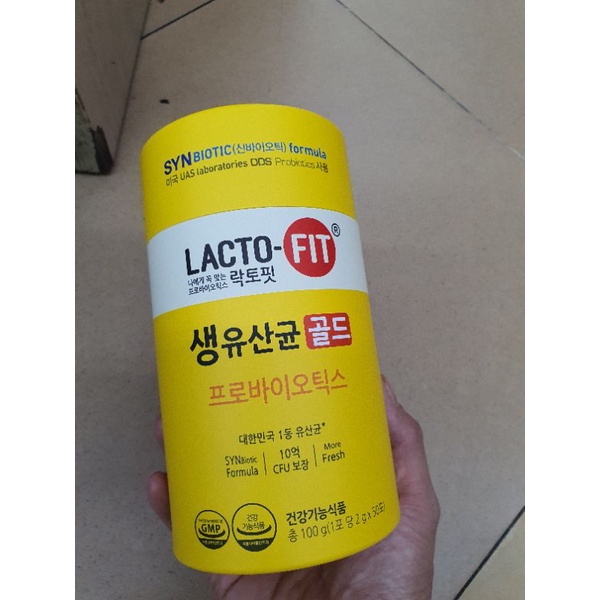 SYNBIOTIC(신바이오틱) formula
미국 UAS laboratories DDS Probiotics 사용
LACTO-FIT®
나에게 꼭 맞는
프로바이오틱스 락토핏
생유산균 골드
프로바이오틱스
대한민국 1등 유산균*
SYNBiotic
Formula
10억
CFU 보장
More
Fresh
GMP
건강
기능식품
건강기능식품
총 100 g(1포 당 2 g x 50포)